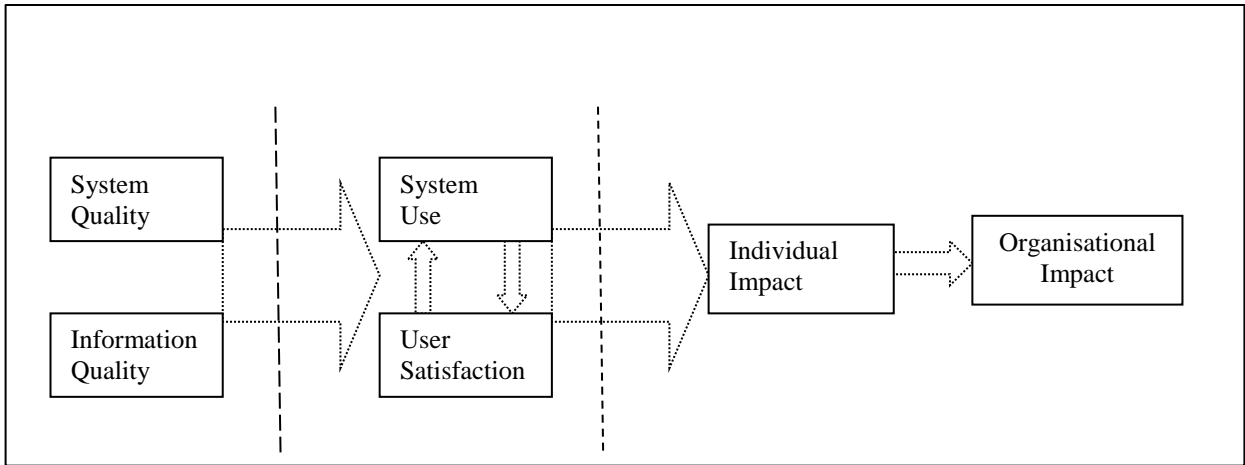 System
Quality
Information
Quality
System
Use
User
Satisfaction
Individual
Impact
Organisational
Impact